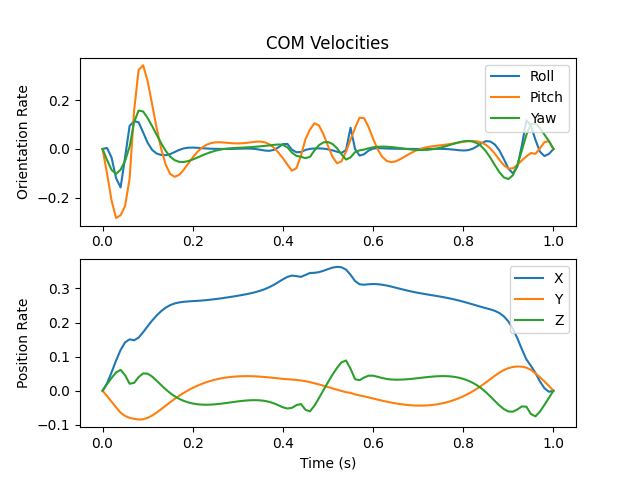 COM Velocities
Orientation Rate
0.2
0.0
−0.2
Roll
Pitch
Yaw
0.0 0.2 0.4 0.6 0.8 1.0
Position Rate
0.3
0.2
0.1
0.0
−0.1
X
Y
Z
0.0 0.2 0.4 0.6 0.8 1.0
Time (s)